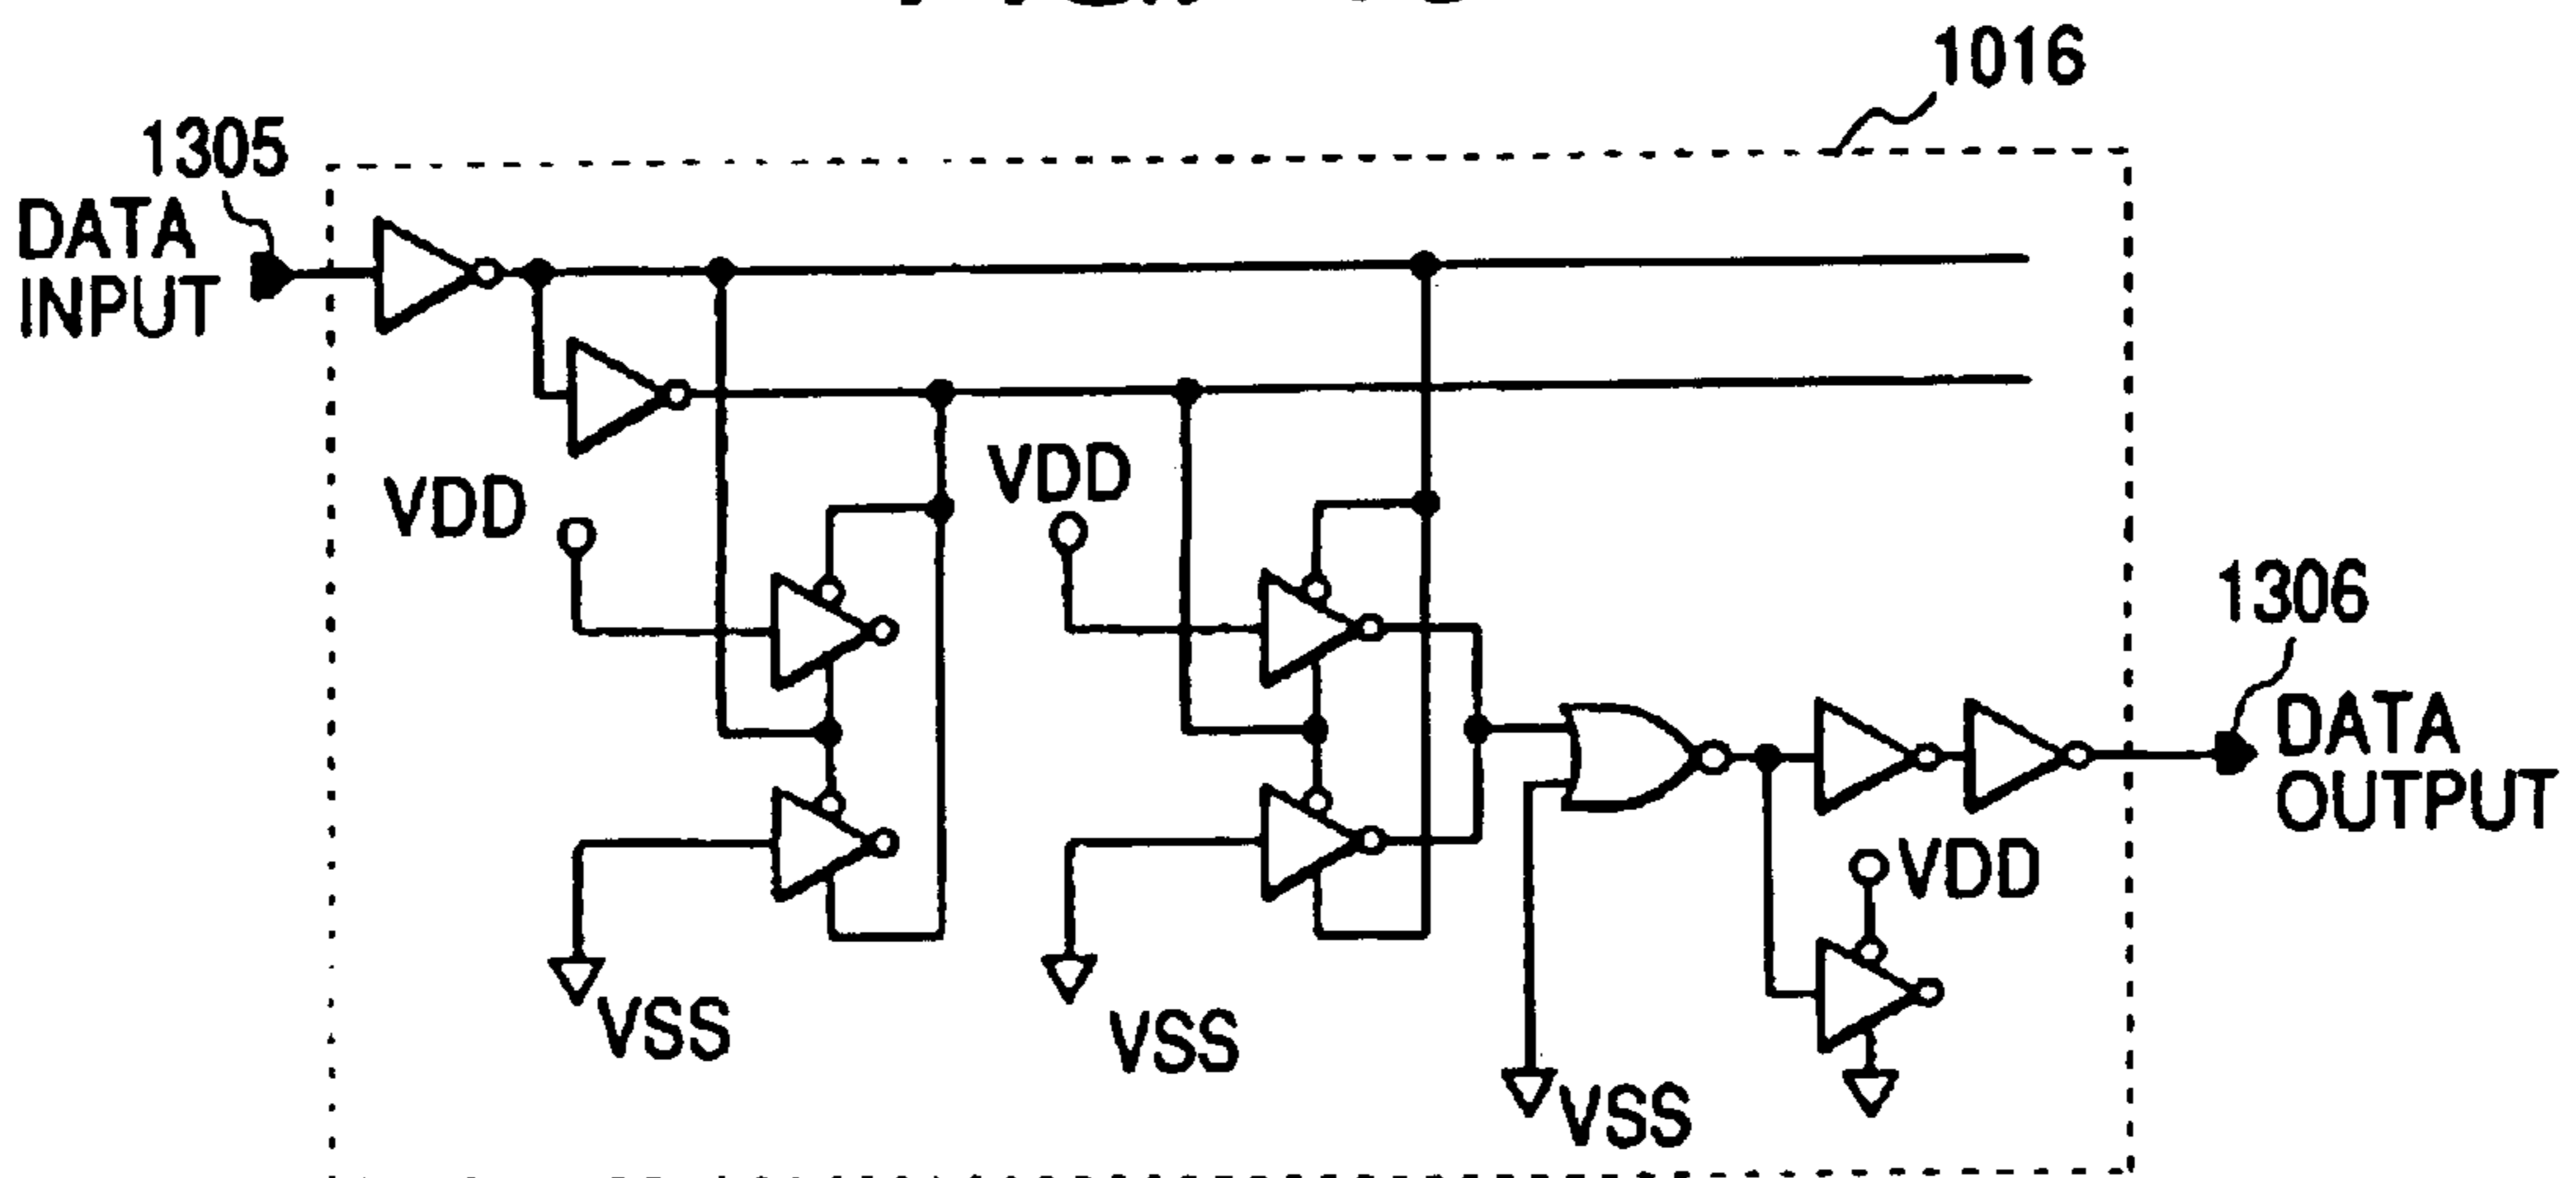 1016
1305
DATA
INPUT
VDD
VDD
1306
DATA
OUTPUT
VDD
VSS
VSS
VSS